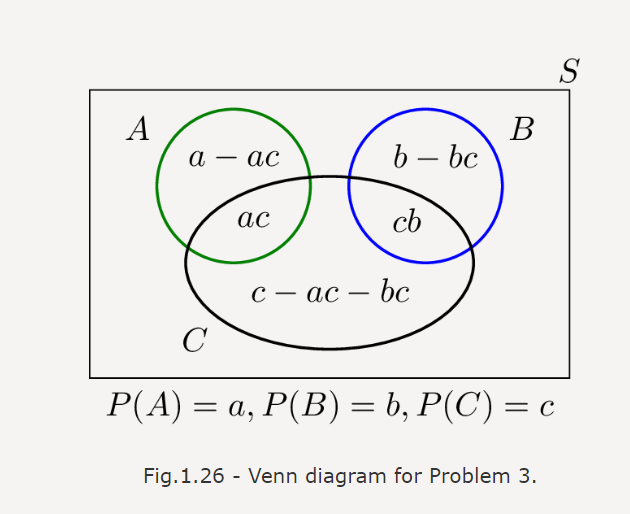 S
A
B
a − ac
b − bc
ac
cb
c − ac − bc
C
P(A) = a, P(B) = b, P(C) = c
Fig.1.26 - Venn diagram for Problem 3.